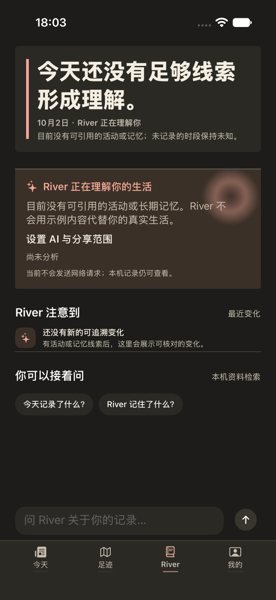 18:03
今天还没有足够线索
形成理解。
10月2日 · River 正在理解你
目前没有可引用的活动或记忆；未记录的时段保持未知。
River 正在理解你的生活
目前没有可引用的活动或长期记忆。River 不
会用示例内容代替你的真实生活。
设置 AI 与分享范围
尚未分析
当前不会发送网络请求；本机记录仍可查看。
River 注意到 最近变化
还没有新的可追溯变化
有活动或记忆线索后，这里会展示可核对的变化。
你可以接着问 本机资料检索
今天记录了什么? River 记住了什么?
问 River 关于你的记录...
今天 足迹 River 我的